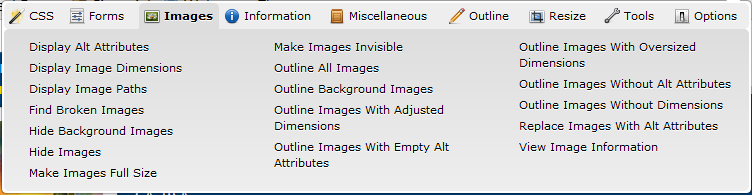 CSS Forms Images Information Miscellaneous Outline Resize Tools Options
Display Alt Attributes
Display Image Dimensions
Display Image Paths
Find Broken Images
Hide Background Images
Hide Images
Make Images Full Size
Make Images Invisible
Outline All Images
Outline Background Images
Outline Images With Adjusted
Dimensions
Outline Images With Empty Alt
Attributes
Outline Images With Oversized
Dimensions
Outline Images Without Alt Attributes
Outline Images Without Dimensions
Replace Images With Alt Attributes
View Image Information